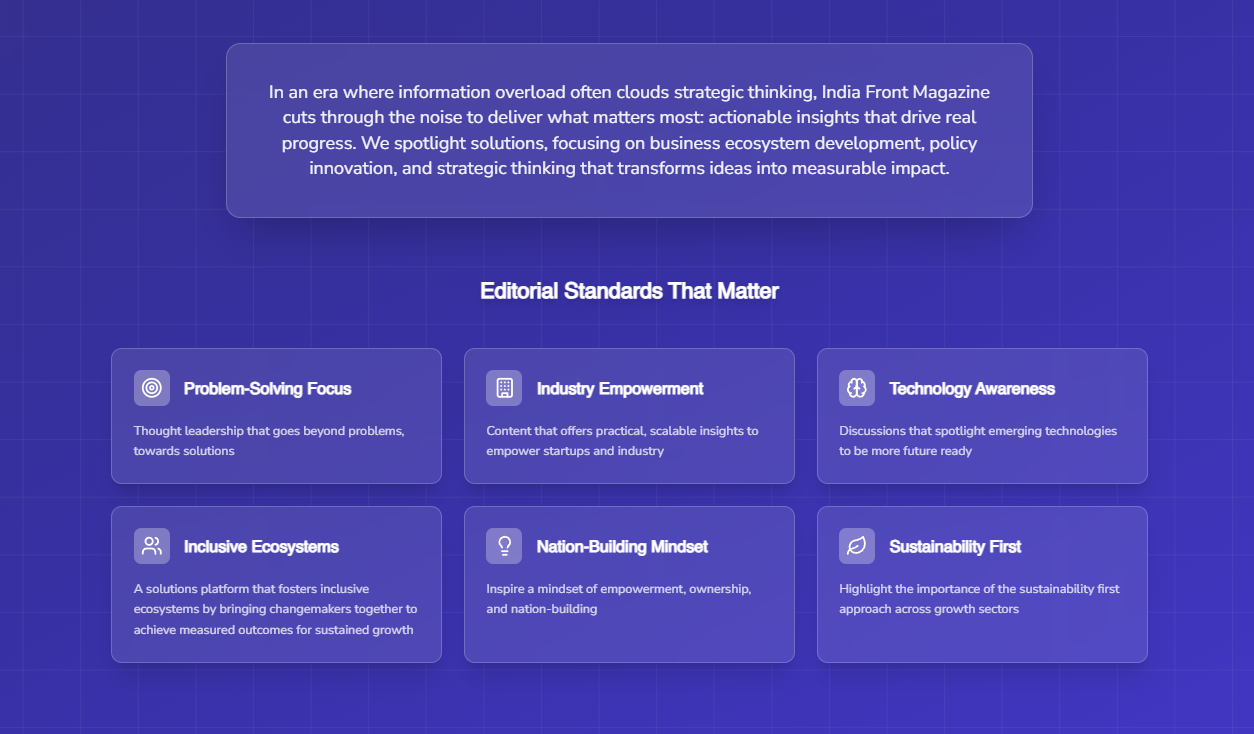 In an era where information overload often clouds strategic thinking, India Front Magazine
cuts through the noise to deliver what matters most: actionable insights that drive real
progress. We spotlight solutions, focusing on business ecosystem development, policy
innovation, and strategic thinking that transforms ideas into measurable impact.
Editorial Standards That Matter
Problem-Solving Focus
Thought leadership that goes beyond problems,
towards solutions
Industry Empowerment
Content that offers practical, scalable insights to
empower startups and industry
Technology Awareness
Discussions that spotlight emerging technologies
to be more future ready
Inclusive Ecosystems
A solutions platform that fosters inclusive
ecosystems by bringing changemakers together to
achieve measured outcomes for sustained growth
Nation-Building Mindset
Inspire a mindset of empowerment, ownership,
and nation-building
Sustainability First
Highlight the importance of the sustainability first
approach across growth sectors